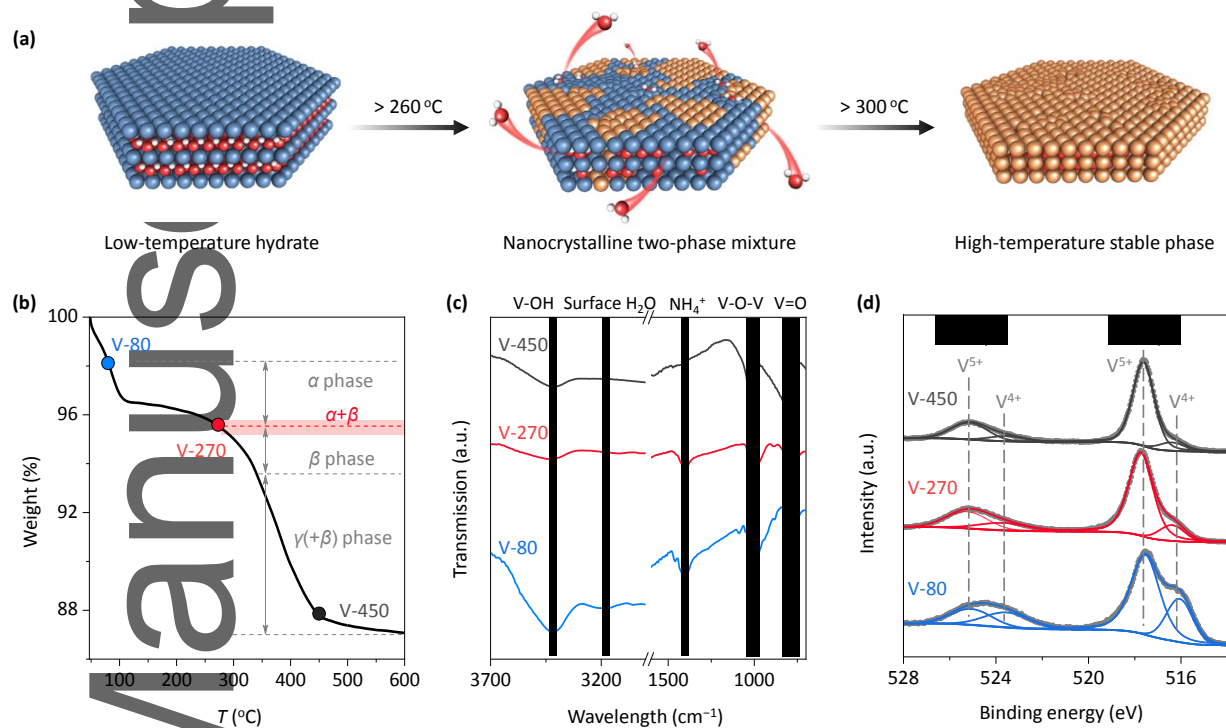 (a)
> 260 °C
> 300 °C
Low-temperature hydrate
Nanocrystalline two-phase mixture
High-temperature stable phase
(b)
100
96
92
88
Weight (%)
V-80
α phase
α+β
V-270
β phase
γ(+β) phase
V-450
0 100 200 300 400 500 600
T (°C)
(c)
V-OH Surface H₂O NH₄⁺ V-O-V V=O
V-450
V-270
V-80
Transmission (a.u.)
3700 3200 1500 1000
Wavelength (cm⁻¹)
(d)
V⁵⁺ V⁴⁺ V⁵⁺ V⁴⁺
V-450
V-270
V-80
Intensity (a.u.)
528 524 520 516
Binding energy (eV)